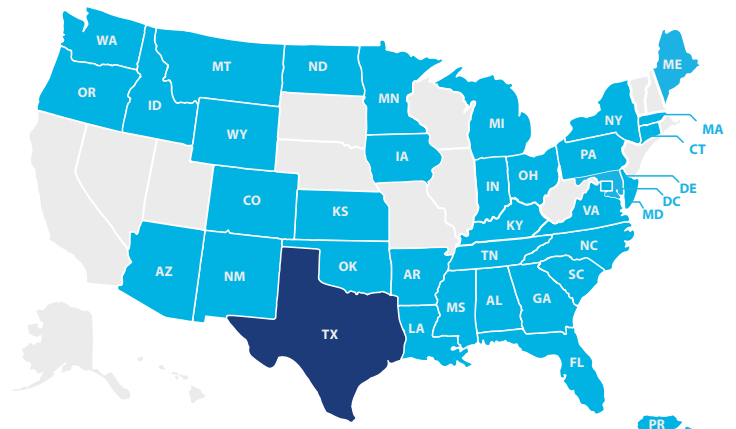 WA
MT
ND
ME
OR
ID
MN
WY
MI
NY
MA
CT
IA
PA
CO
IN
OH
DE
DC
KS
VA
MD
KY
NC
TN
AZ
NM
OK
AR
SC
MS
AL
GA
TX
LA
FL
PR